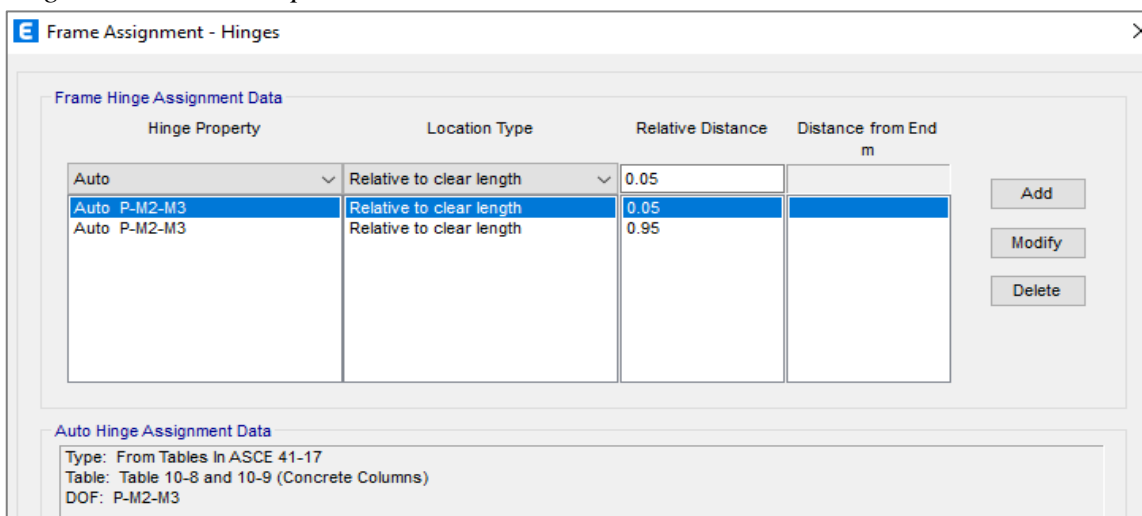 E Frame Assignment - Hinges
Frame Hinge Assignment Data
Hinge Property Location Type Relative Distance Distance from End
m
Auto Relative to clear length 0.05
Auto P-M2-M3 Relative to clear length 0.05
Auto P-M2-M3 Relative to clear length 0.95
Add
Modify
Delete
Auto Hinge Assignment Data
Type: From Tables In ASCE 41-17
Table: Table 10-8 and 10-9 (Concrete Columns)
DOF: P-M2-M3